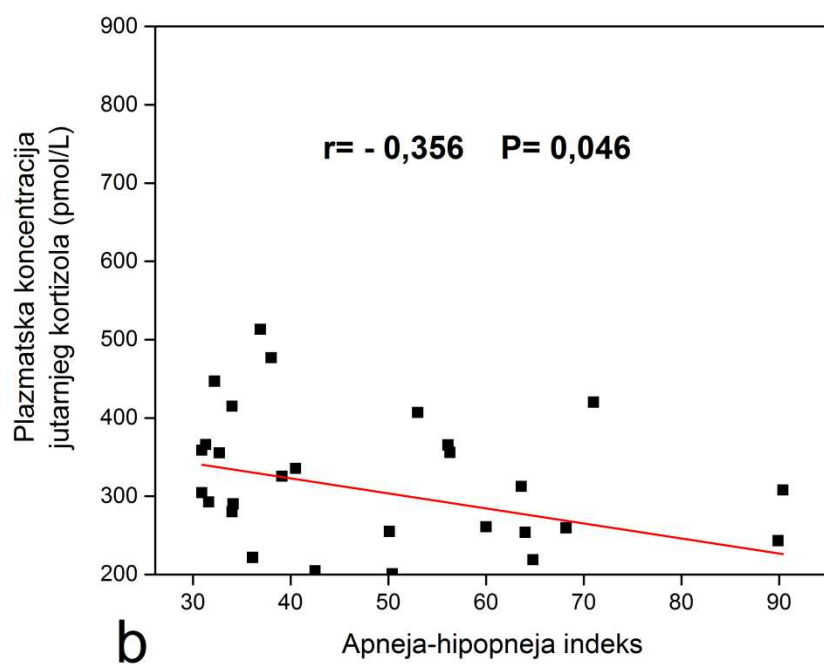 900
800
700
600
500
400
300
200
Plazmatska koncentracija
jutarnjeg kortizola (pmol/L)
r= - 0,356 P= 0,046
30 40 50 60 70 80 90
b
Apneja-hipopneja indeks